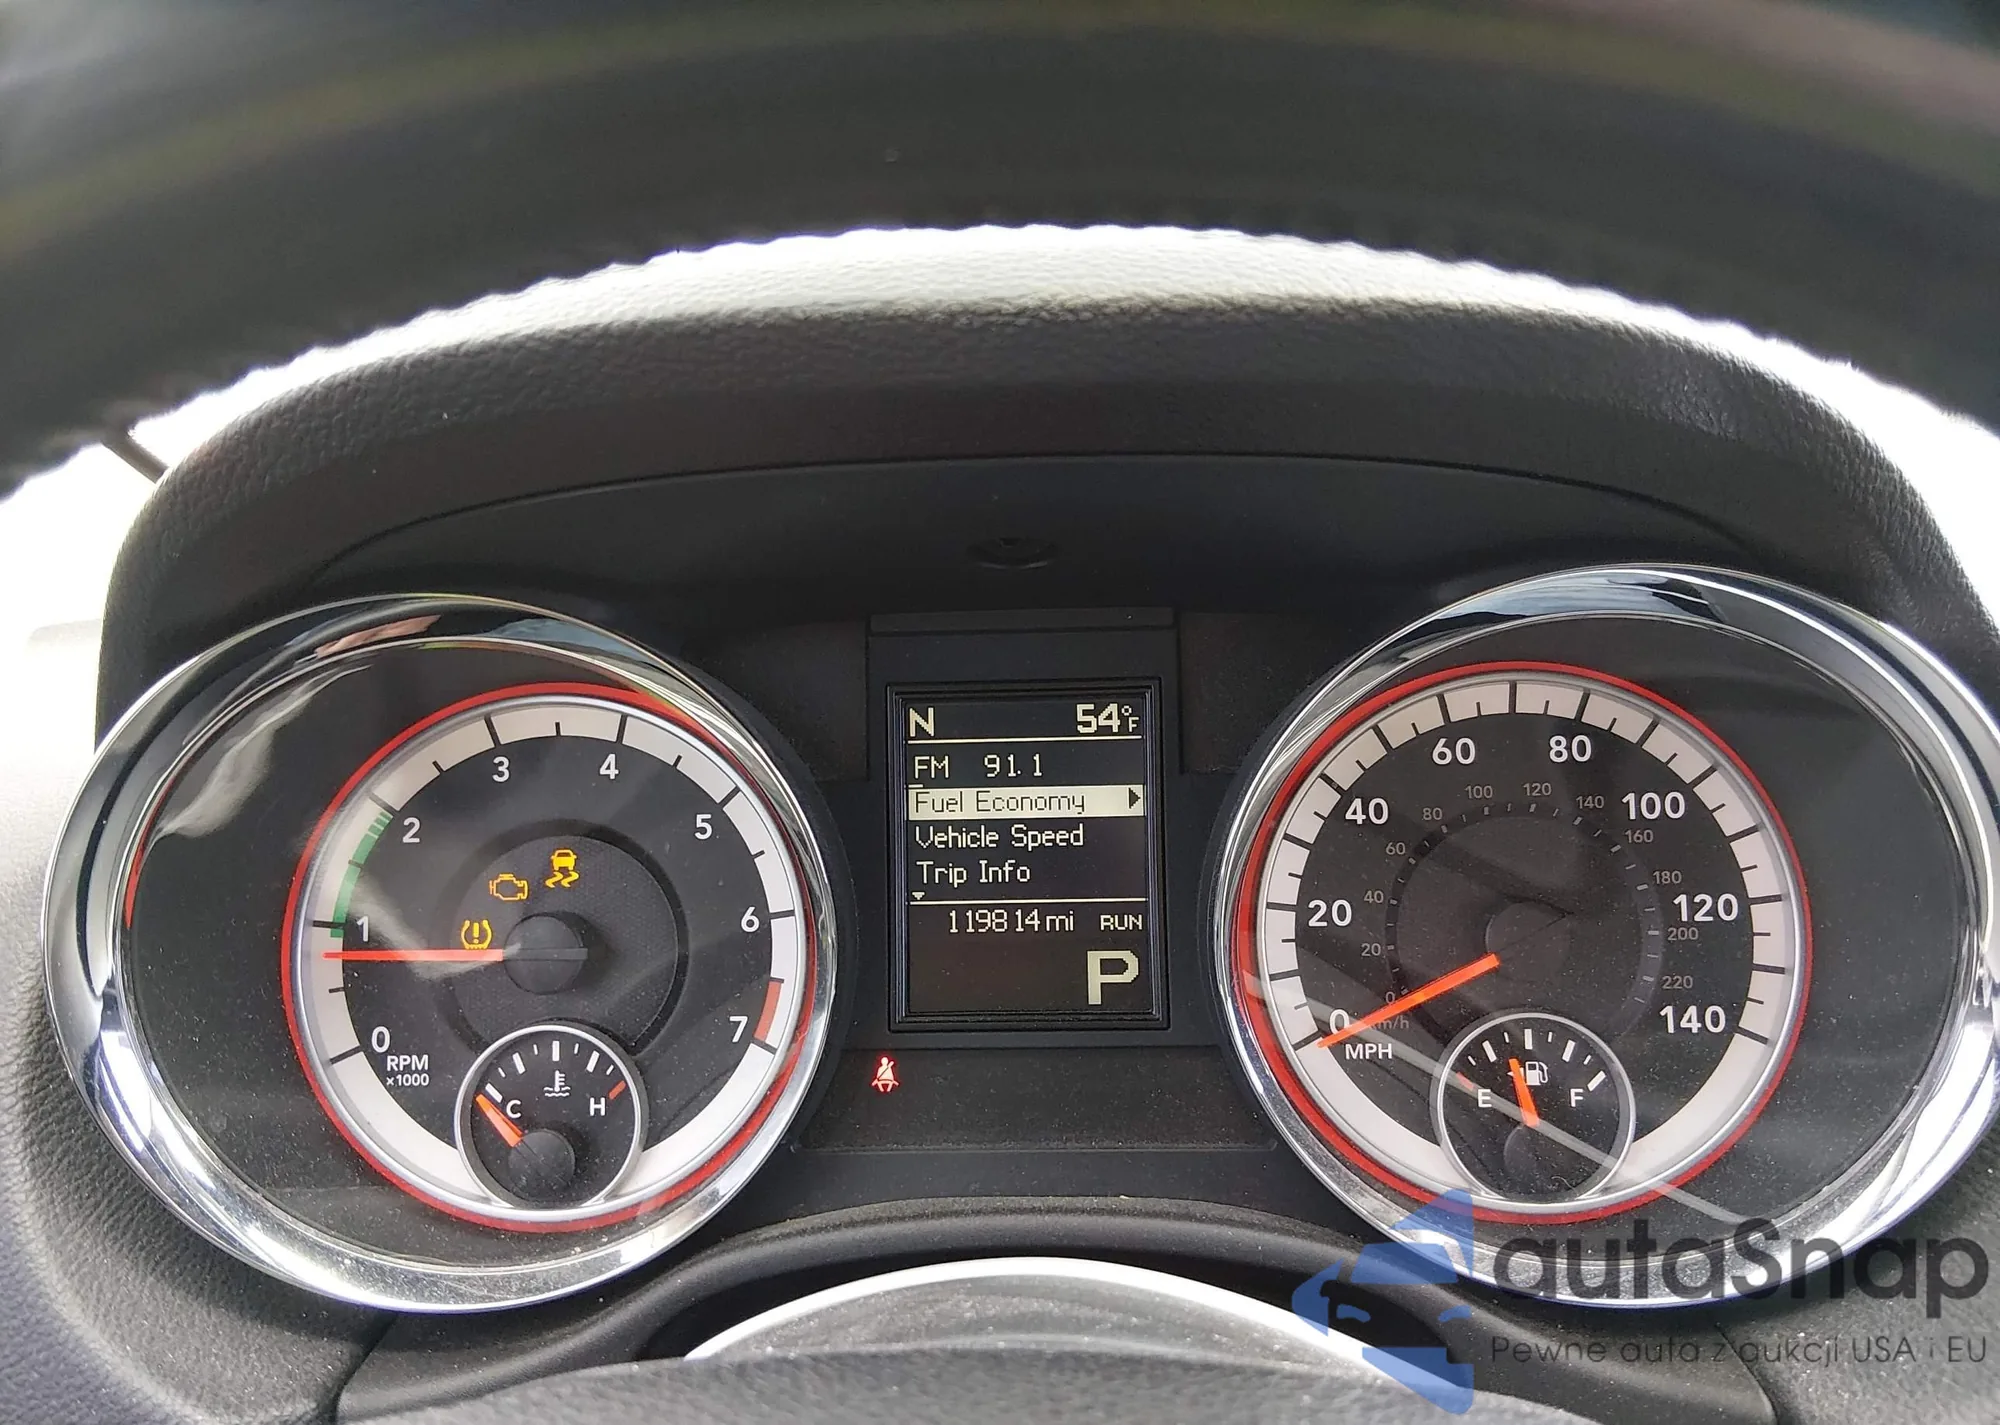 N 54°F
FM 91.1
Fuel Economy
Vehicle Speed
Trip Info
119814 mi RUN
P
0 1 2 3 4 5 6 7
RPM
×1000
C H
0 20 40 60 80 100 120 140
0 20 40 60 80 100 120 140 160 180 200 220
km/h
MPH
E F
autaSnap
Pewne auta z aukcji USA i EU